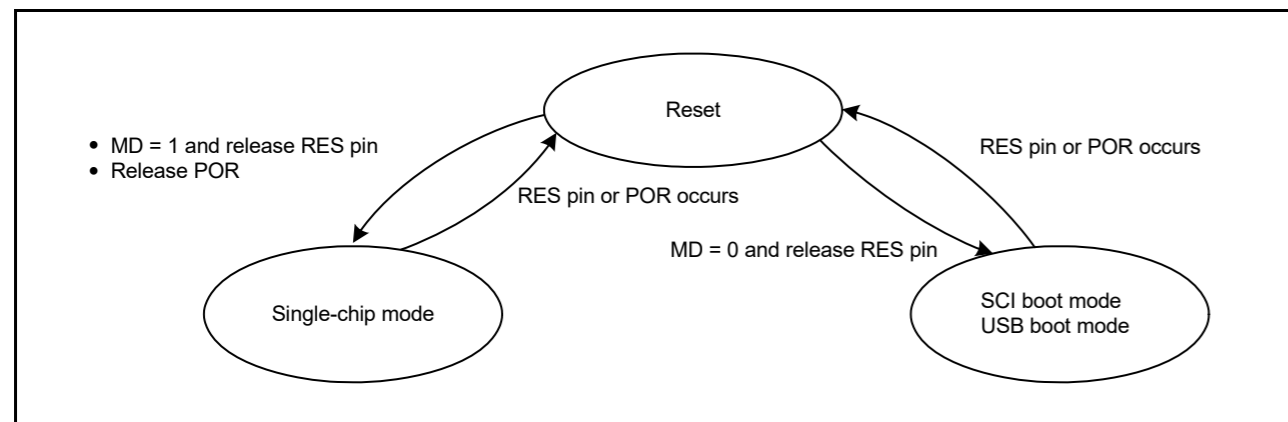 Reset
• MD = 1 and release RES pin
• Release POR
RES pin or POR occurs
RES pin or POR occurs
MD = 0 and release RES pin
Single-chip mode
SCI boot mode
USB boot mode